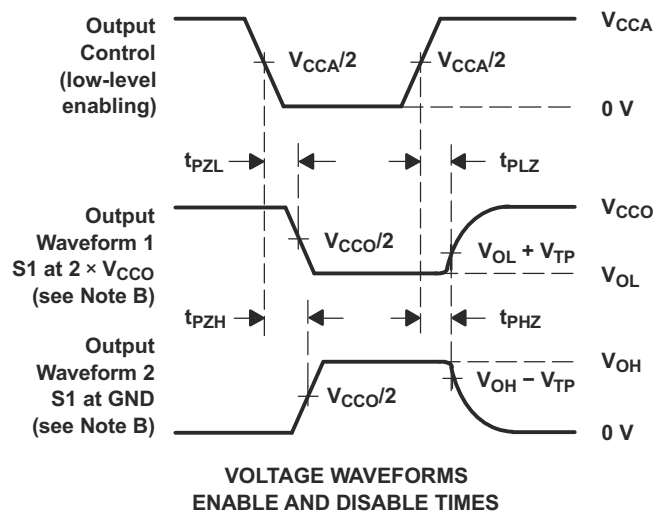 Output
Control
(low-level
enabling)
VCCA/2
VCCA/2
VCCA
0 V
tPZL
tPLZ
Output
Waveform 1
S1 at 2 × VCCO
(see Note B)
VCCO/2
VCCO
VOL + VTP
VOL
tPZH
tPHZ
Output
Waveform 2
S1 at GND
(see Note B)
VCCO/2
VOH
VOH − VTP
0 V
VOLTAGE WAVEFORMS
ENABLE AND DISABLE TIMES